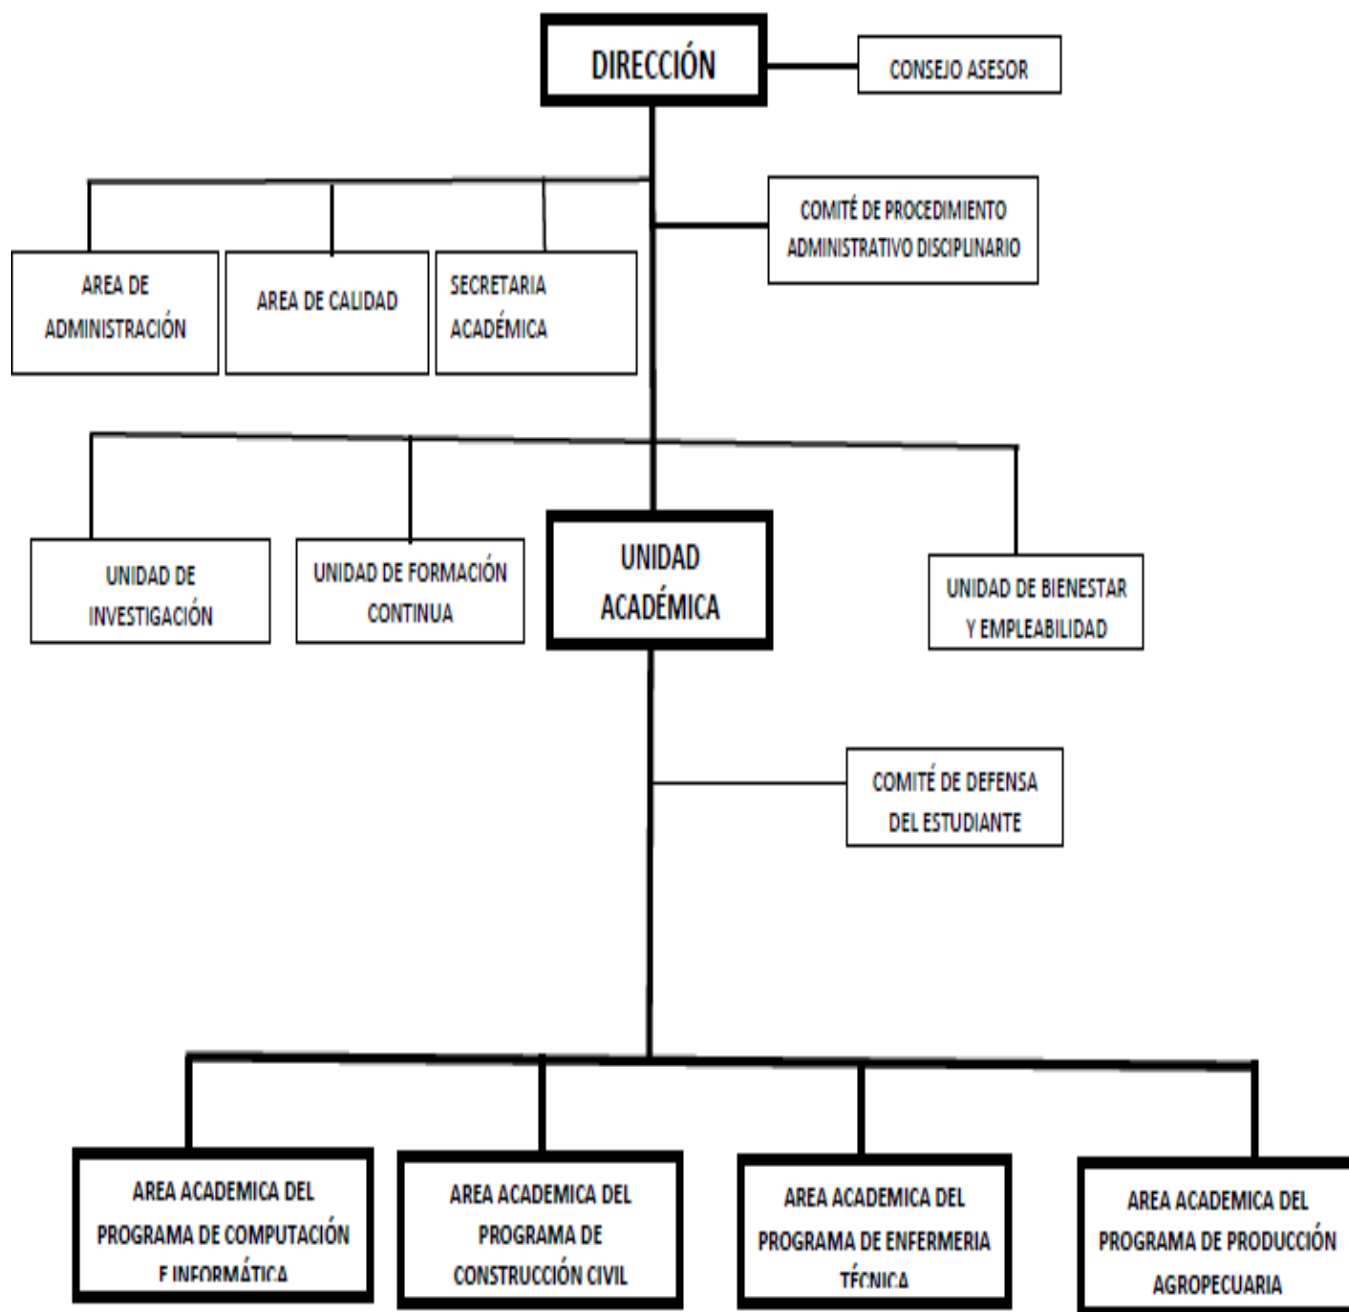 DIRECCIÓN
CONSEJO ASESOR
COMITÉ DE PROCEDIMIENTO
ADMINISTRATIVO DISCIPLINARIO
AREA DE
ADMINISTRACIÓN
AREA DE CALIDAD
SECRETARIA
ACADÉMICA
UNIDAD DE
INVESTIGACIÓN
UNIDAD DE FORMACIÓN
CONTINUA
UNIDAD
ACADÉMICA
UNIDAD DE BIENESTAR
Y EMPLEABILIDAD
COMITÉ DE DEFENSA
DEL ESTUDIANTE
AREA ACADEMICA DEL
PROGRAMA DE COMPUTACIÓN
E INFORMÁTICA
AREA ACADEMICA DEL
PROGRAMA DE
CONSTRUCCIÓN CIVIL
AREA ACADEMICA DEL
PROGRAMA DE ENFERMERIA
TÉCNICA
AREA ACADEMICA DEL
PROGRAMA DE PRODUCCIÓN
AGROPECUARIA